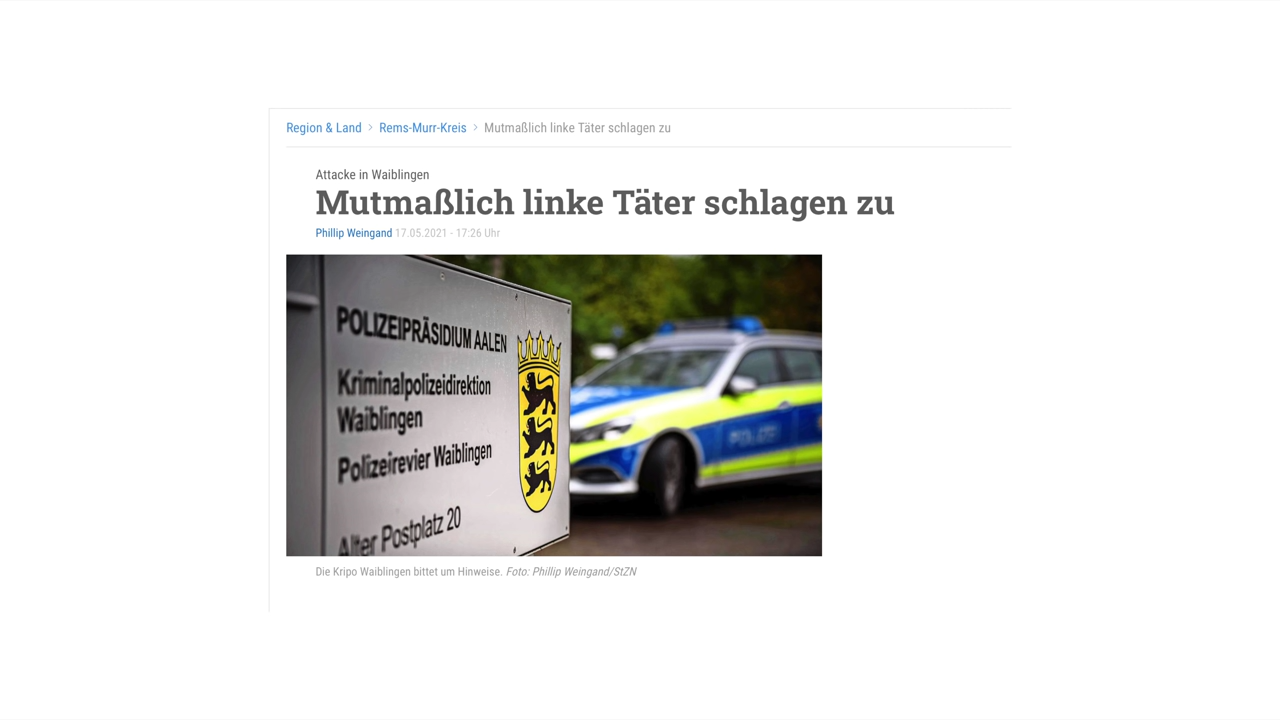 Region & Land > Rems-Murr-Kreis > Mutmaßlich linke Täter schlagen zu
Attacke in Waiblingen
Mutmaßlich linke Täter schlagen zu
Phillip Weingand 17.05.2021 - 17:26 Uhr
POLIZEIPRÄSIDIUM AALEN
Kriminalpolizeidirektion
Waiblingen
Polizeirevier Waiblingen
Alter Postplatz 20
POLIZEI
Die Kripo Waiblingen bittet um Hinweise. Foto: Phillip Weingand/StZN